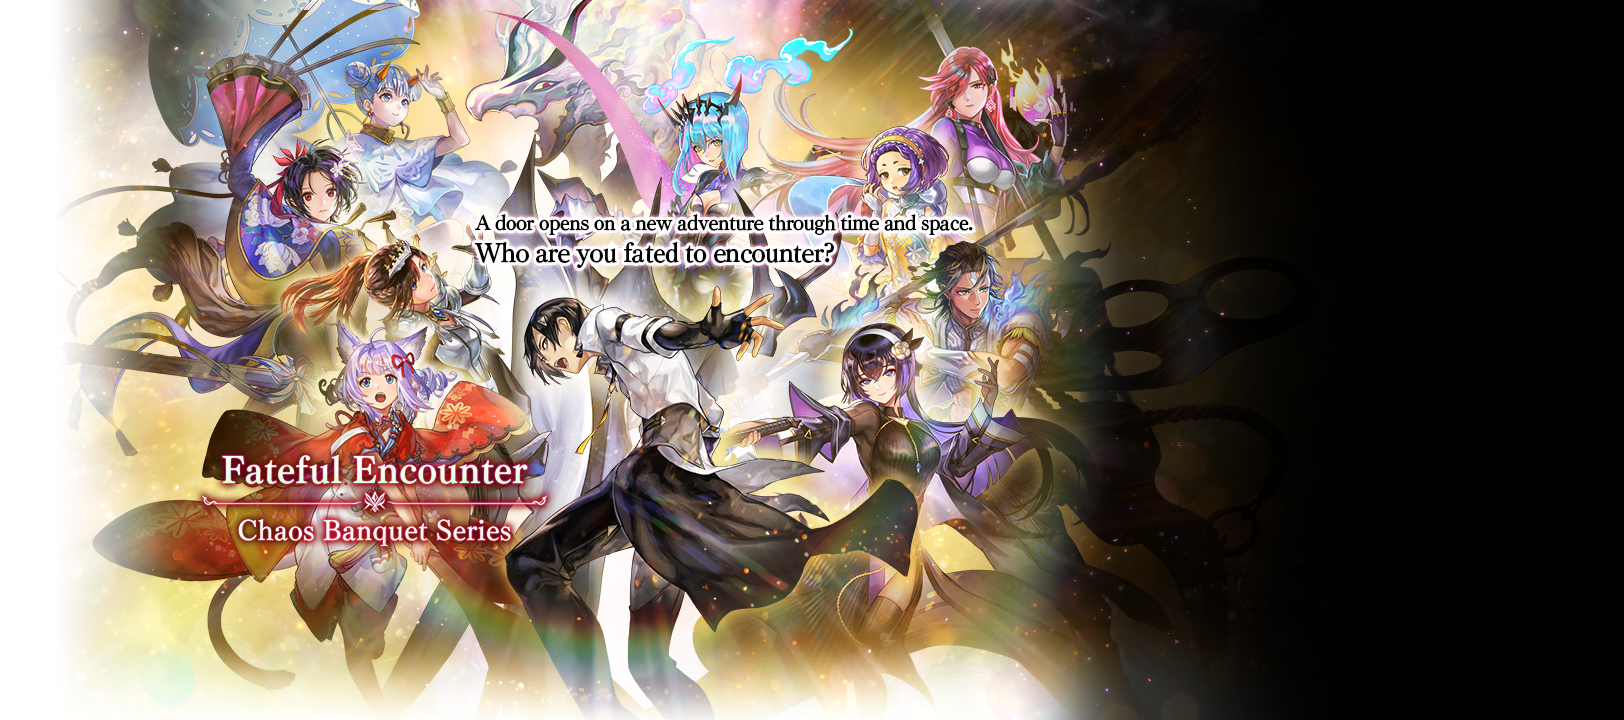 A door opens on a new adventure through time and space.
Who are you fated to encounter?
Fateful Encounter
Chaos Banquet Series